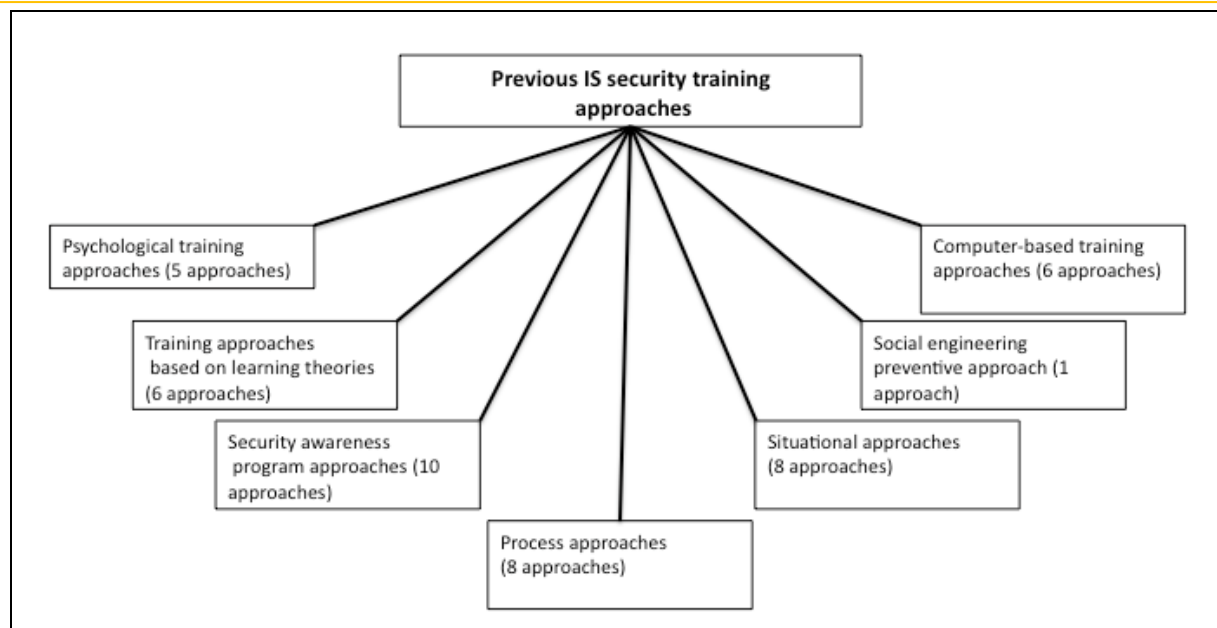 Previous IS security training
approaches
Psychological training
approaches (5 approaches)
Computer-based training
approaches (6 approaches)
Training approaches
based on learning theories
(6 approaches)
Social engineering
preventive approach (1
approach)
Security awareness
program approaches (10
approaches)
Situational approaches
(8 approaches)
Process approaches
(8 approaches)